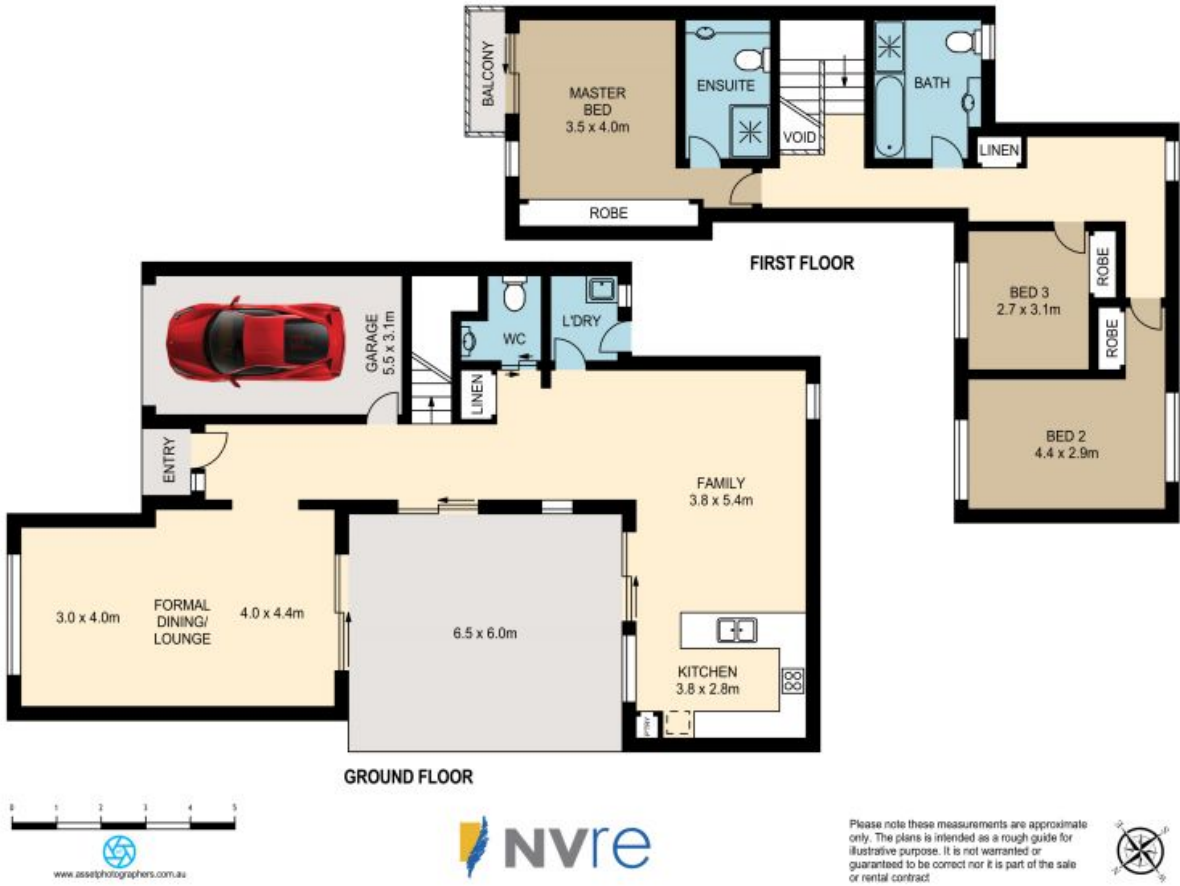 BALCONY
MASTER
BED
3.5 x 4.0m
ENSUITE
VOID
BATH
LINEN
ROBE
FIRST FLOOR
BED 3
2.7 x 3.1m
ROBE
ROBE
BED 2
4.4 x 2.9m
GARAGE
5.5 x 3.1m
WC
L'DRY
LINEN
ENTRY
FAMILY
3.8 x 5.4m
3.0 x 4.0m
FORMAL
DINING/
LOUNGE
4.0 x 4.4m
6.5 x 6.0m
KITCHEN
3.8 x 2.8m
PTRY
GROUND FLOOR
0 1 2 3 4 5
www.assetphotographers.com.au
NVre
Please note these measurements are approximate
only. The plans is intended as a rough guide for
illustrative purpose. It is not warranted or
guaranteed to be correct nor it is part of the sale
or rental contract